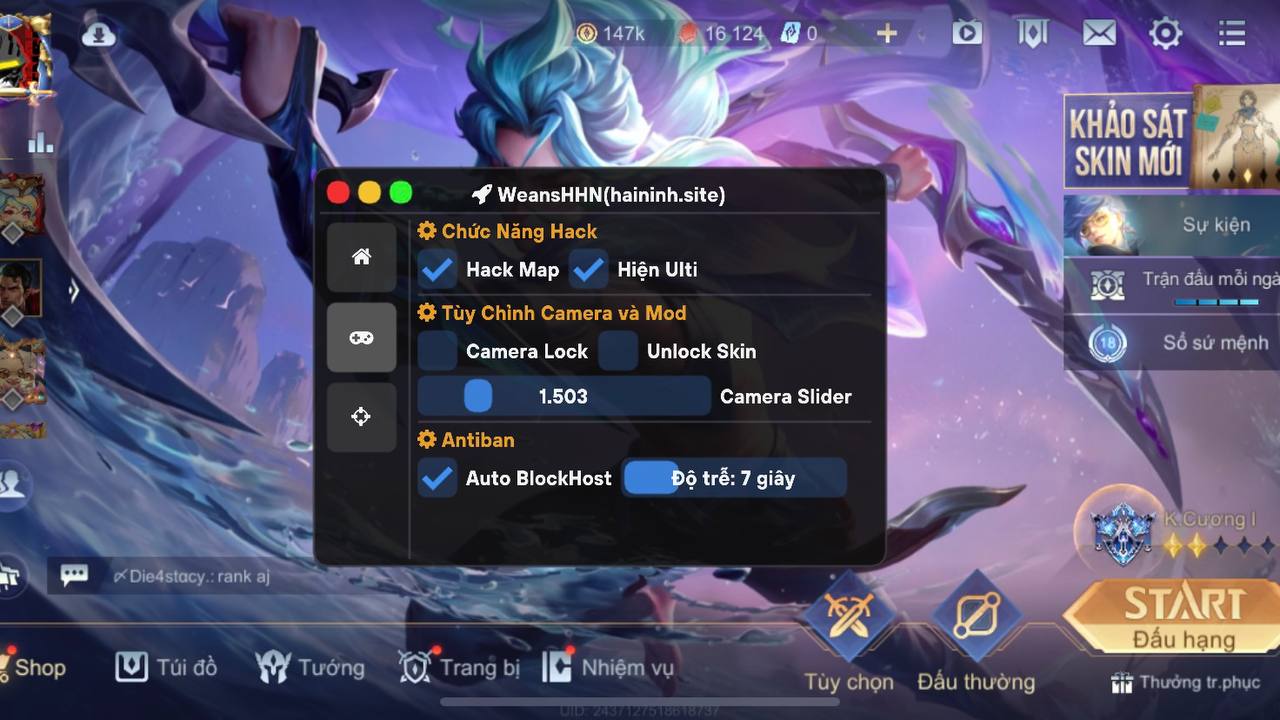 147k 16 124 0
KHẢO SÁT
SKIN MỚI
Sự kiện
Trận đấu mỗi ngà
18 Sổ sứ mệnh
WeansHHN(haininh.site)
Chức Năng Hack
Hack Map Hiện Ulti
Tùy Chỉnh Camera và Mod
Camera Lock Unlock Skin
1.503 Camera Slider
Antiban
Auto BlockHost Độ trễ: 7 giây
K.Cương I
〆Die4stacy.: rank aj
START
Đấu hạng
Shop Túi đồ Tướng Trang bị Nhiệm vụ
Tùy chọn Đấu thường Thưởng tr.phục
UID: 2437127518618737